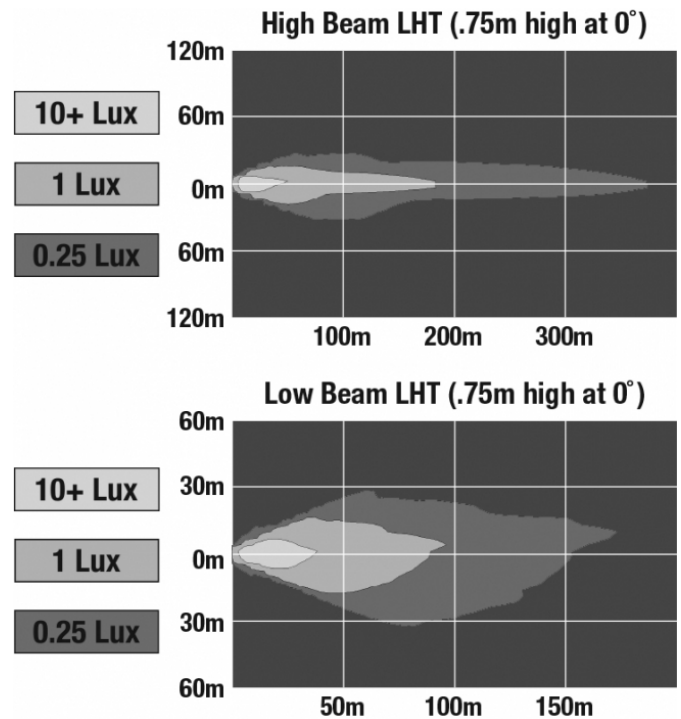 High Beam LHT (.75m high at 0°)
120m
10+ Lux
60m
1 Lux
0m
0.25 Lux
60m
120m
100m 200m 300m
Low Beam LHT (.75m high at 0°)
60m
10+ Lux
30m
1 Lux
0m
0.25 Lux
30m
60m
50m 100m 150m